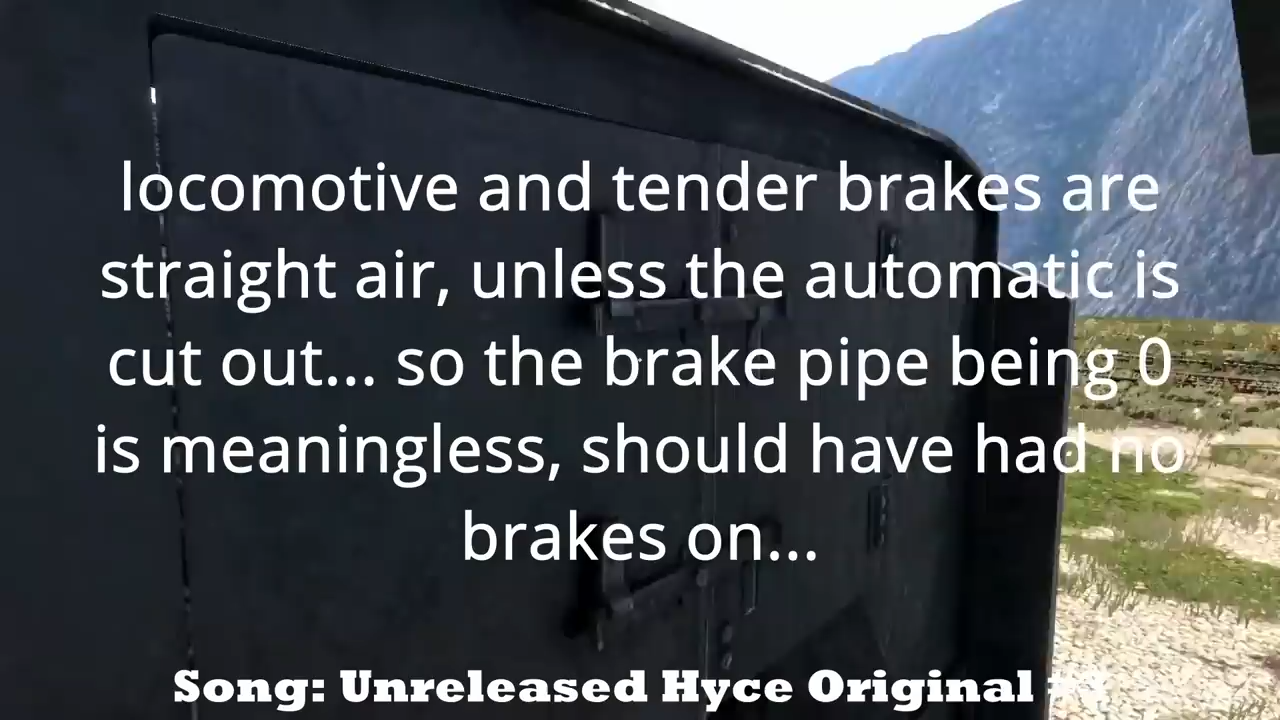 locomotive and tender brakes are
straight air, unless the automatic is
cut out... so the brake pipe being 0
is meaningless, should have had no
brakes on...
Song: Unreleased Hyce Original